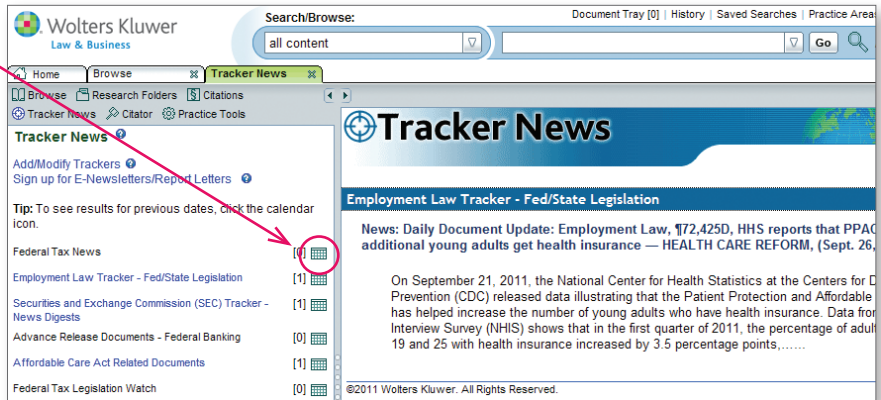 Wolters Kluwer
Law & Business
Search/Browse:
Document Tray [0] | History | Saved Searches | Practice Areas
all content
Go
Home
Browse
Tracker News
Browse Research Folders Citations
Tracker News Citator Practice Tools
Tracker News
Add/Modify Trackers
Sign up for E-Newsletters/Report Letters
Tip: To see results for previous dates, click the calendar
icon.
Federal Tax News [0]
Employment Law Tracker - Fed/State Legislation [1]
Securities and Exchange Commission (SEC) Tracker - [1]
News Digests
Advance Release Documents - Federal Banking [0]
Affordable Care Act Related Documents [1]
Federal Tax Legislation Watch [0]
Tracker News
Employment Law Tracker - Fed/State Legislation
News: Daily Document Update: Employment Law, ¶72,425D, HHS reports that PPAC
additional young adults get health insurance — HEALTH CARE REFORM, (Sept. 26,
On September 21, 2011, the National Center for Health Statistics at the Centers for D
Prevention (CDC) released data illustrating that the Patient Protection and Affordable
has helped increase the number of young adults who have health insurance. Data from
Interview Survey (NHIS) shows that in the first quarter of 2011, the percentage of adul
19 and 25 with health insurance increased by 3.5 percentage points,......
©2011 Wolters Kluwer. All Rights Reserved.